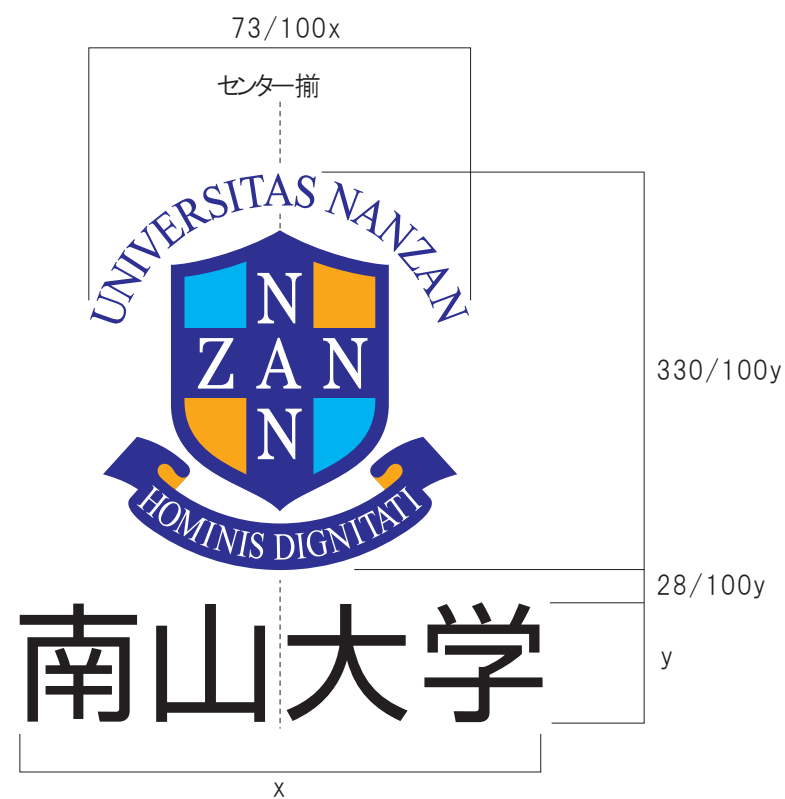 73/100x
センター揃
UNIVERSITAS NANZAN
N
ZAN
N
HOMINIS DIGNITATI
330/100y
28/100y
南山大学
y
x